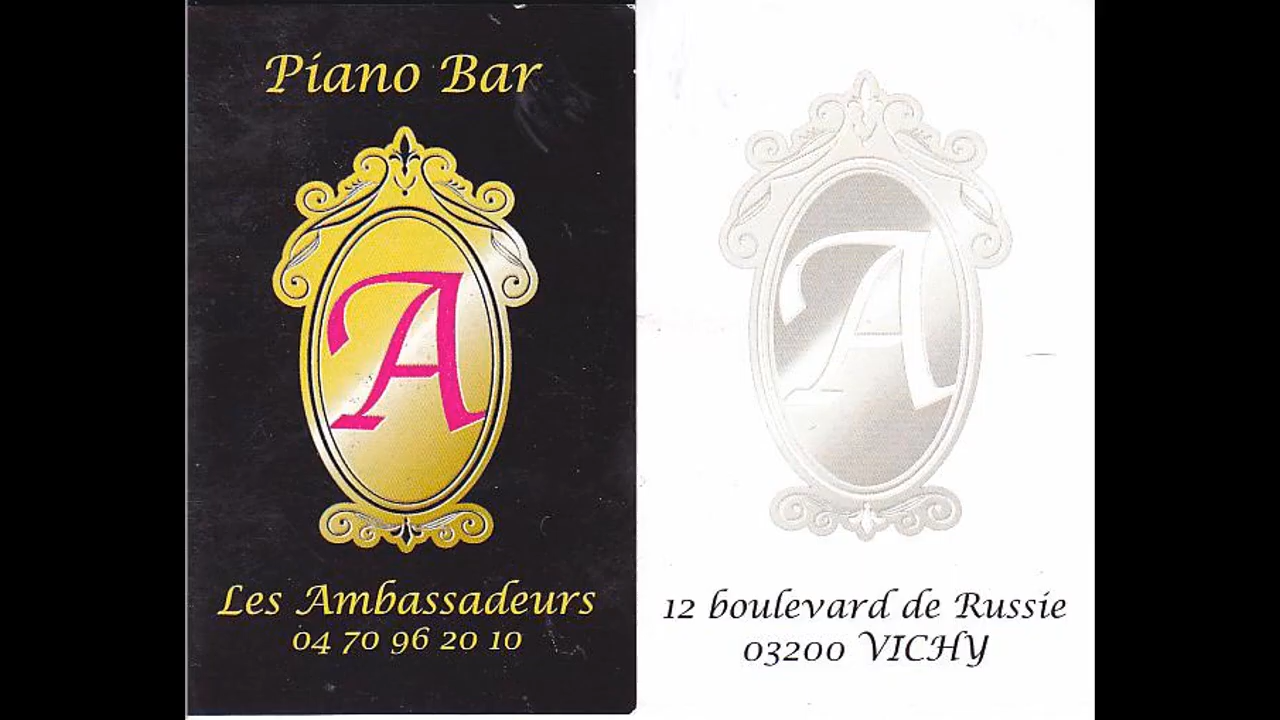 Piano Bar
A
Les Ambassadeurs
04 70 96 20 10
A
12 boulevard de Russie
03200 VICHY